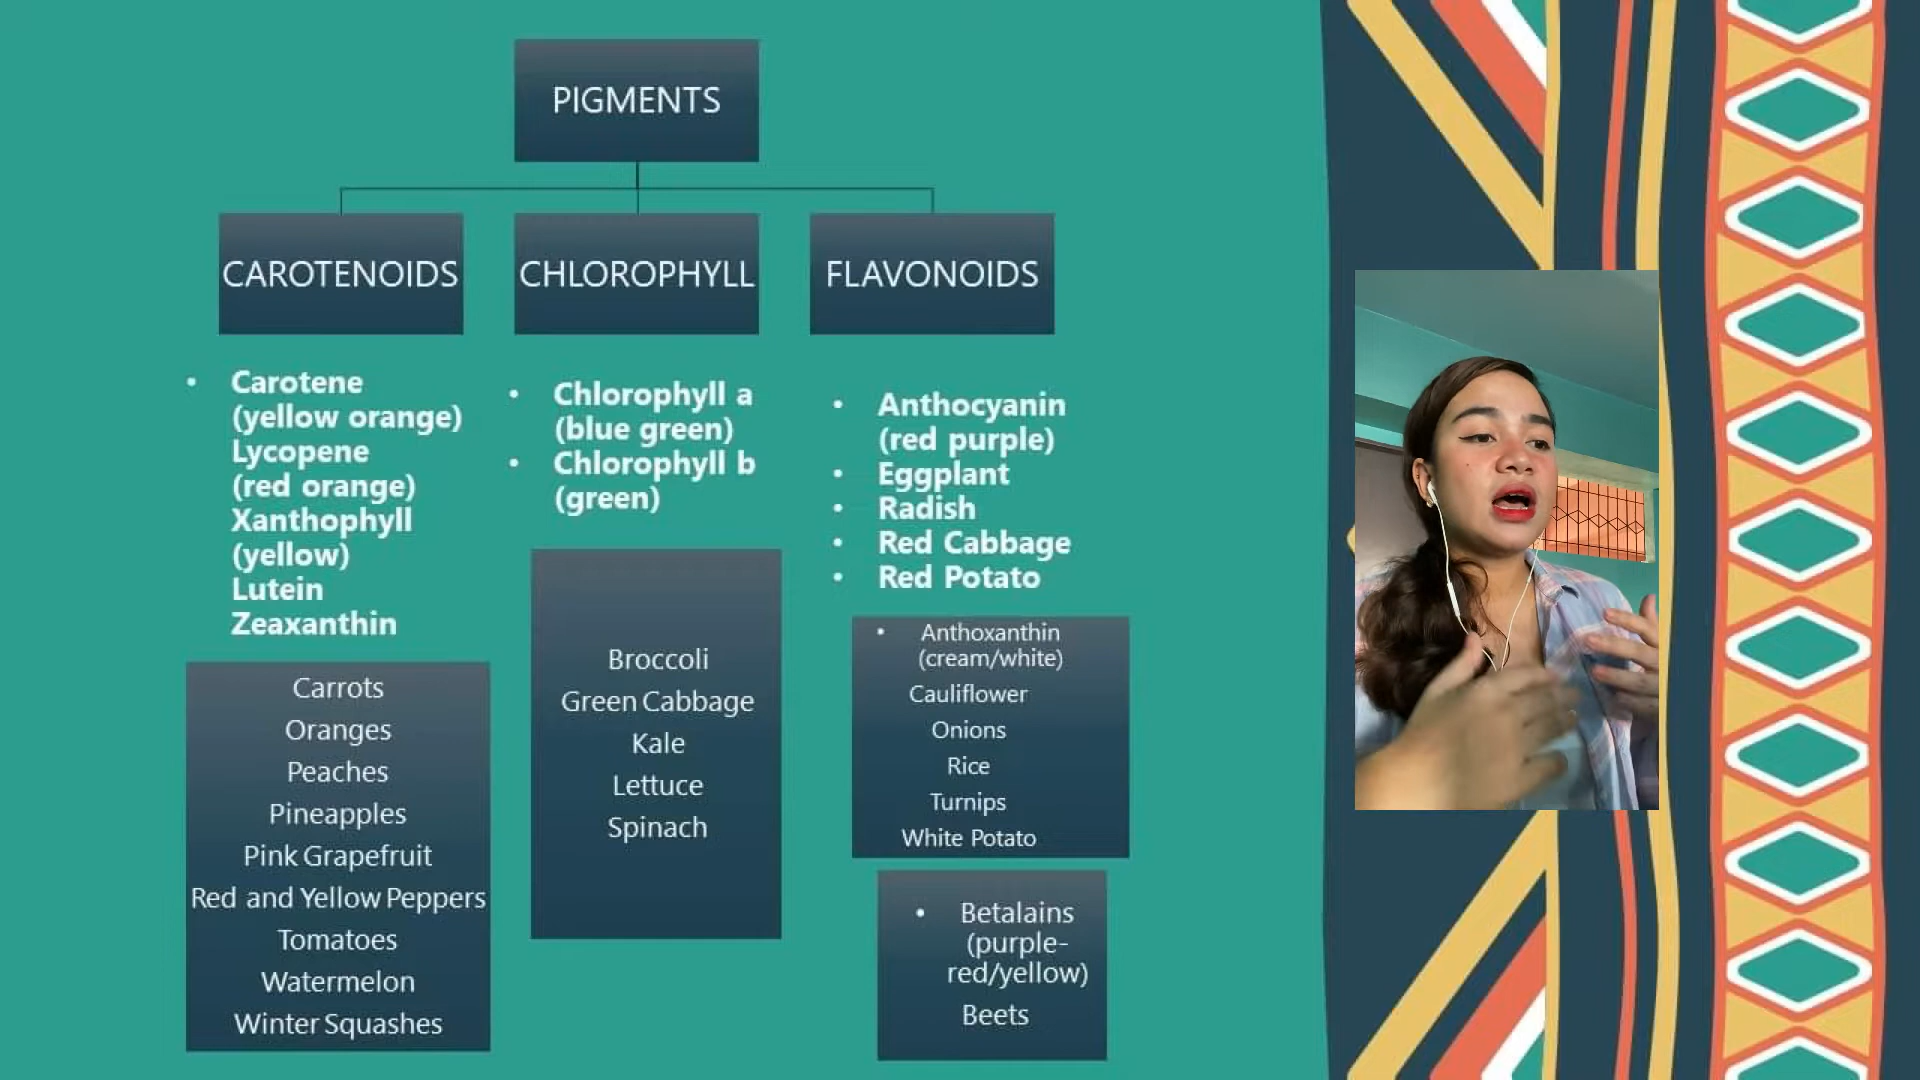 PIGMENTS
CAROTENOIDS
CHLOROPHYLL
FLAVONOIDS
• Carotene
(yellow orange)
Lycopene
(red orange)
Xanthophyll
(yellow)
Lutein
Zeaxanthin
Carrots
Oranges
Peaches
Pineapples
Pink Grapefruit
Red and Yellow Peppers
Tomatoes
Watermelon
Winter Squashes
• Chlorophyll a
(blue green)
• Chlorophyll b
(green)
Broccoli
Green Cabbage
Kale
Lettuce
Spinach
• Anthocyanin
(red purple)
• Eggplant
• Radish
• Red Cabbage
• Red Potato
• Anthoxanthin
(cream/white)
Cauliflower
Onions
Rice
Turnips
White Potato
• Betalains
(purple-
red/yellow)
Beets